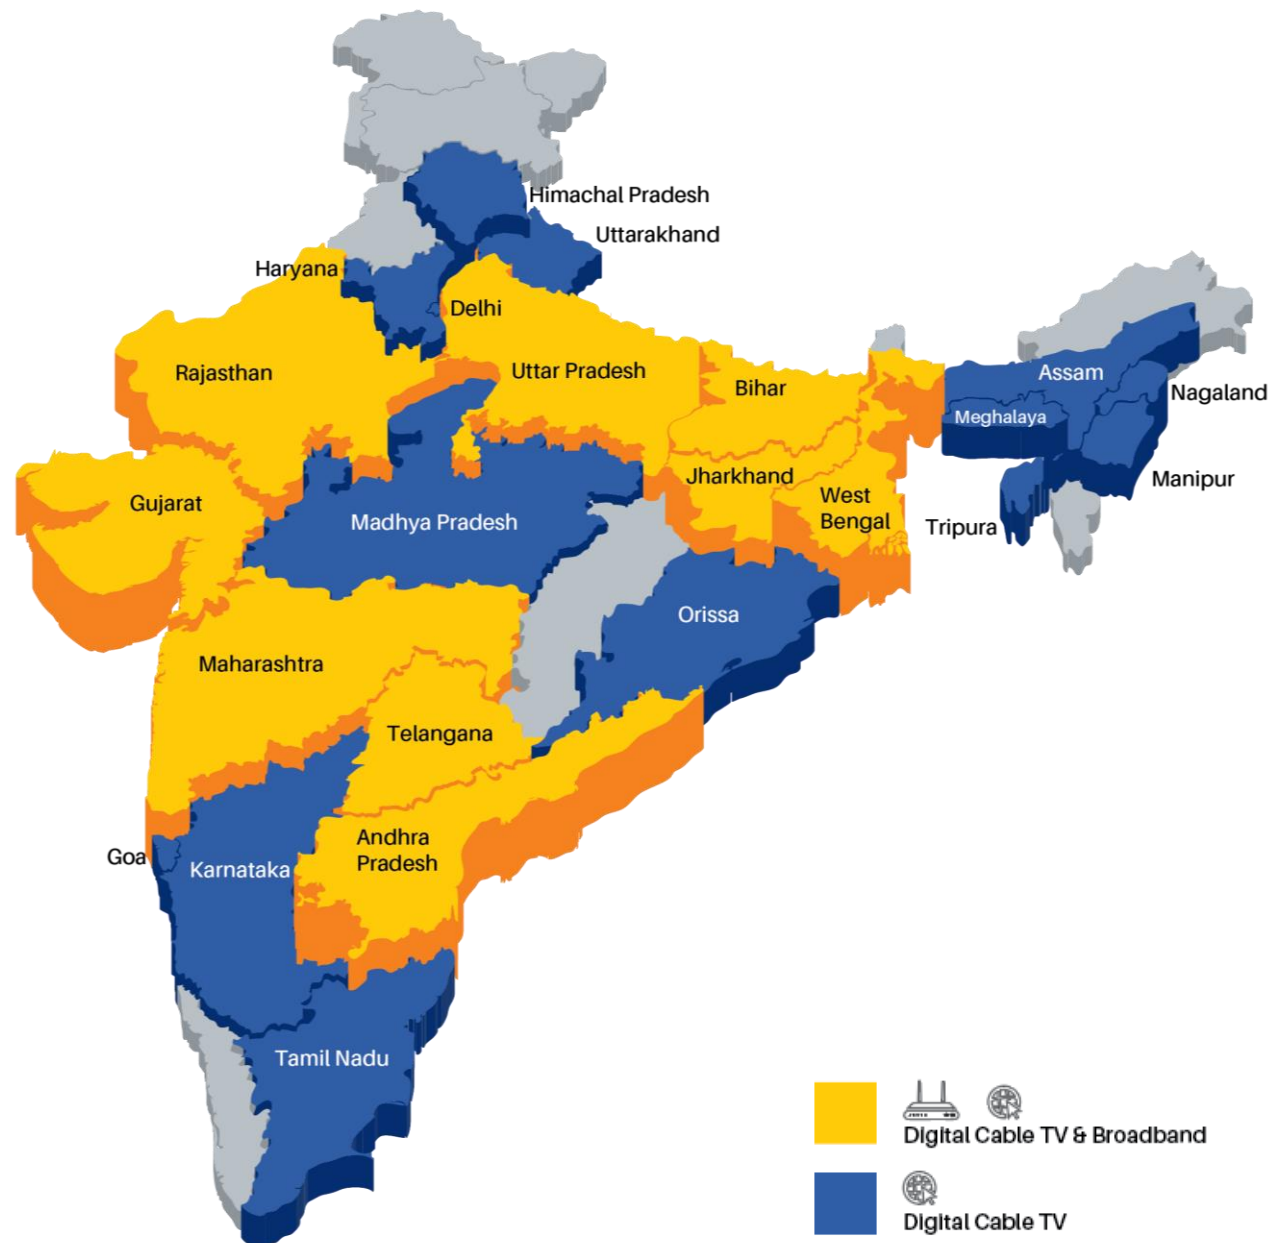 Himachal Pradesh
Uttarakhand
Haryana
Delhi
Rajasthan
Uttar Pradesh
Bihar
Assam
Nagaland
Meghalaya
Jharkhand
Manipur
Gujarat
West
Bengal
Madhya Pradesh
Tripura
Orissa
Maharashtra
Telangana
Andhra
Pradesh
Goa
Karnataka
Tamil Nadu
Digital Cable TV & Broadband
Digital Cable TV